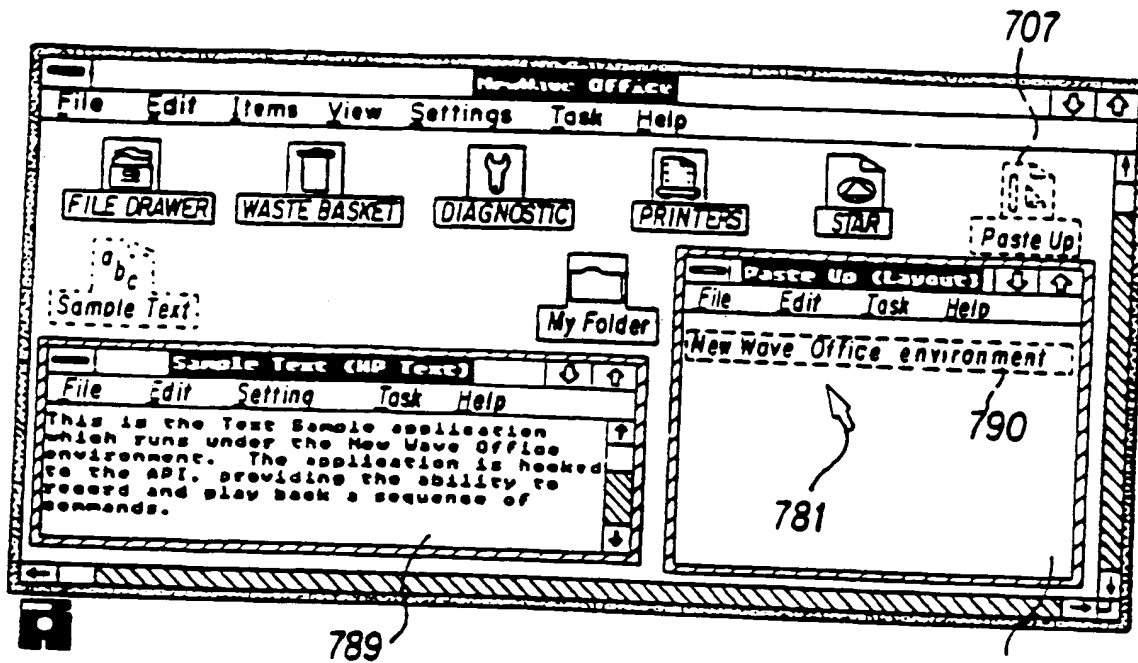 707
NewWave Office
File Edit Items View Settings Task Help
FILE DRAWER WASTE BASKET DIAGNOSTIC PRINTERS STAR Paste Up
abc
Sample Text
My Folder
Paste Up (Layout)
File Edit Task Help
New Wave Office environment
790
781
Sample Text (HP Text)
File Edit Setting Task Help
This is the Text Sample application
which runs under the New Wave Office
environment. The application is hooked
to the API, providing the ability to
record and play back a sequence of
commands.
789